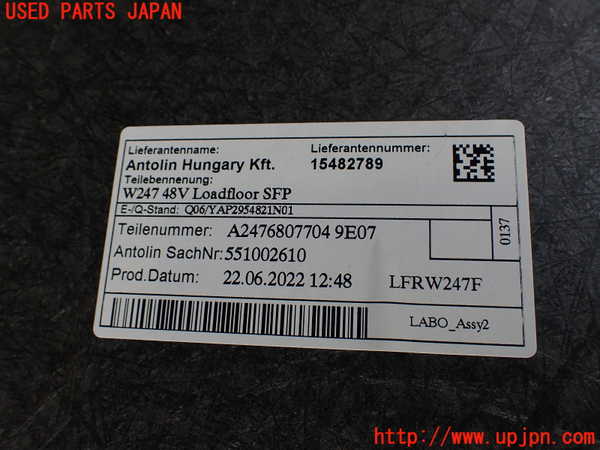 USED PARTS JAPAN
Lieferantenname:
Antolin Hungary Kft.
Lieferantennummer:
15482789
Teilebennenung:
W247 48V Loadfloor SFP
E-/Q-Stand: Q06/YAP2954821N01
Teilenummer: A2476807704 9E07
0137
Antolin SachNr: 551002610
Prod.Datum: 22.06.2022 12:48
LFRW247F
LABO_Assy2
http://www.upjpn.com/